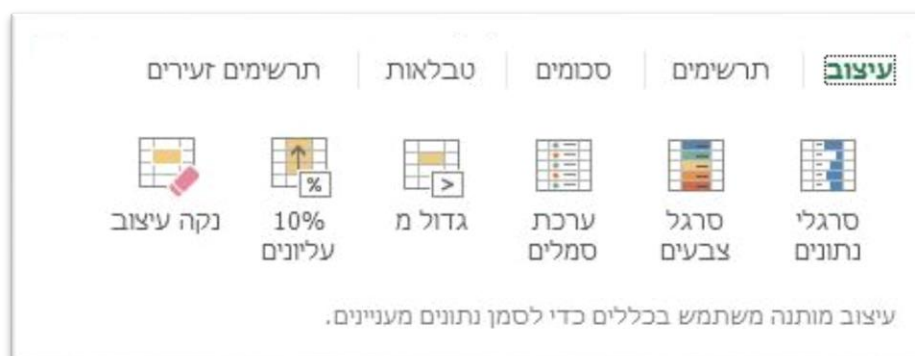 עיצוב תרשימים סכומים טבלאות תרשימים זעירים
סרגלי נתונים
סרגל צבעים
ערכת סמלים
גדול מ
10% עליונים
נקה עיצוב
עיצוב מותנה משתמש בכללים כדי לסמן נתונים מעניינים.